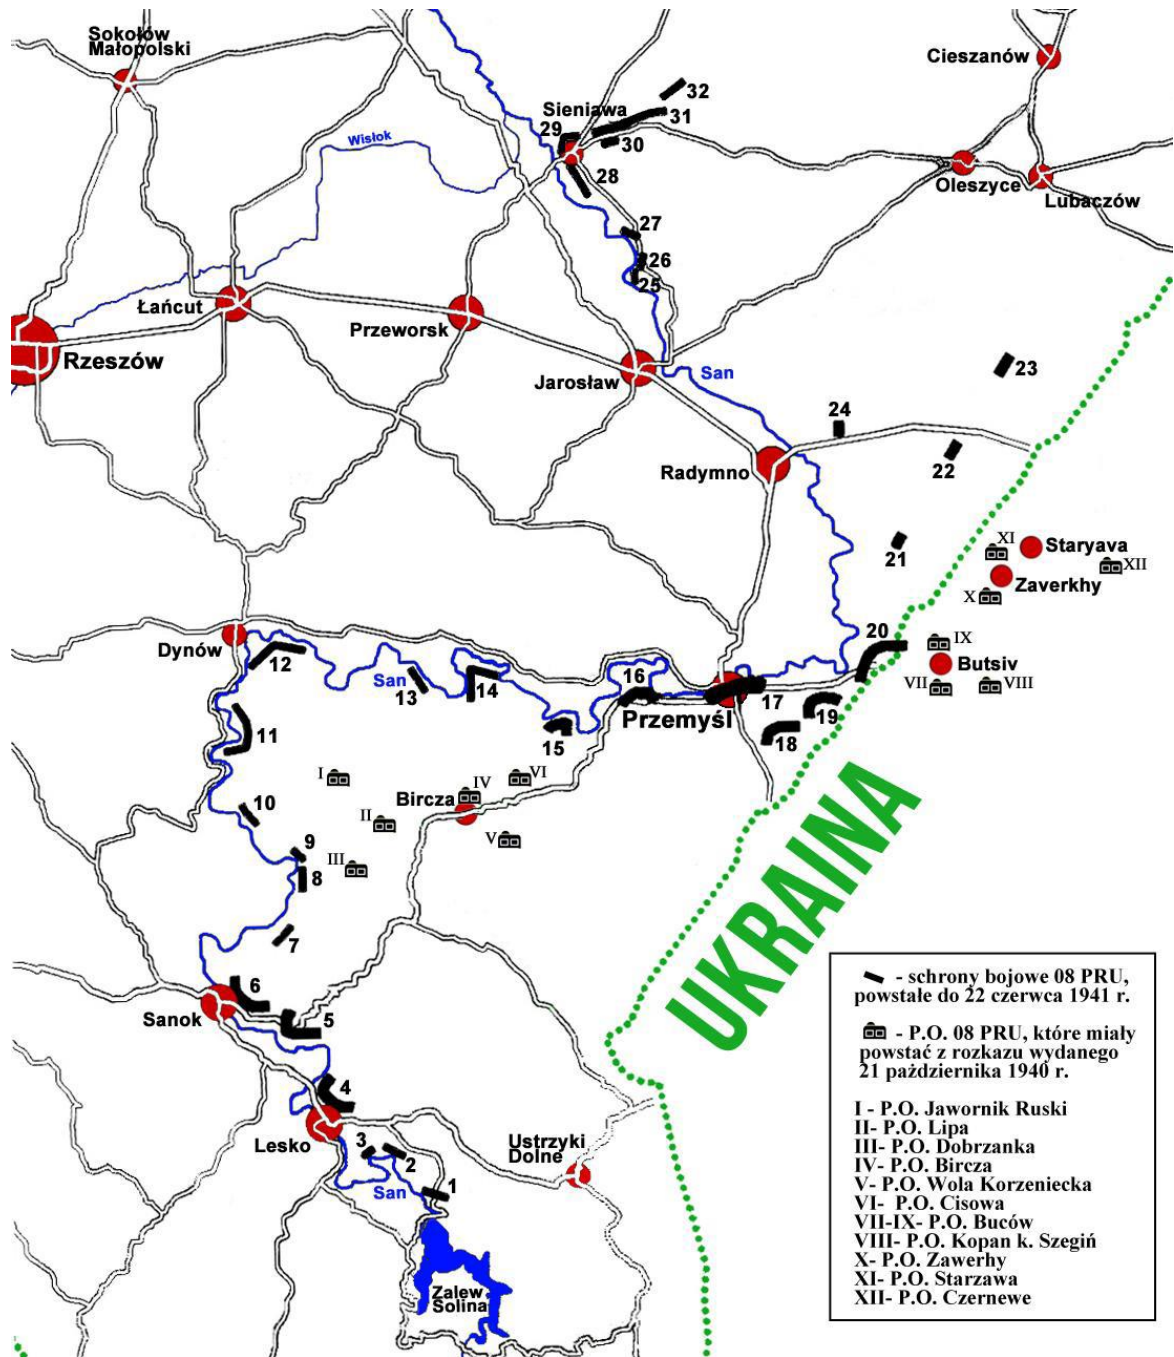 Sokołów
Małopolski
Cieszanów
32
Sieniawa
31
29
30
Wisłok
28
Oleszyce
Lubaczów
27
26
25
Łańcut
Przeworsk
Rzeszów
Jarosław
San
23
24
22
Radymno
21
XI
Staryava
XII
Zaverkhy
X
Dynów
12
San
13
14
16
20
IX
Butsiv
VII
VIII
17
Przemyśl
19
18
15
11
I
VI
IV
Bircza
II
V
10
9
III
8
7
UKRAINA
6
Sanok
5
4
Lesko
3
2
San
1
Ustrzyki
Dolne
Zalew
Solina
- schrony bojowe 08 PRU,
powstałe do 22 czerwca 1941 r.
- P.O. 08 PRU, które miały
powstać z rozkazu wydanego
21 pażdziernika 1940 r.
I - P.O. Jawornik Ruski
II- P.O. Lipa
III- P.O. Dobrzanka
IV- P.O. Bircza
V- P.O. Wola Korzeniecka
VI- P.O. Cisowa
VII-IX- P.O. Buców
VIII- P.O. Kopan k. Szegiń
X- P.O. Zawerhy
XI- P.O. Starzawa
XII- P.O. Czernewe